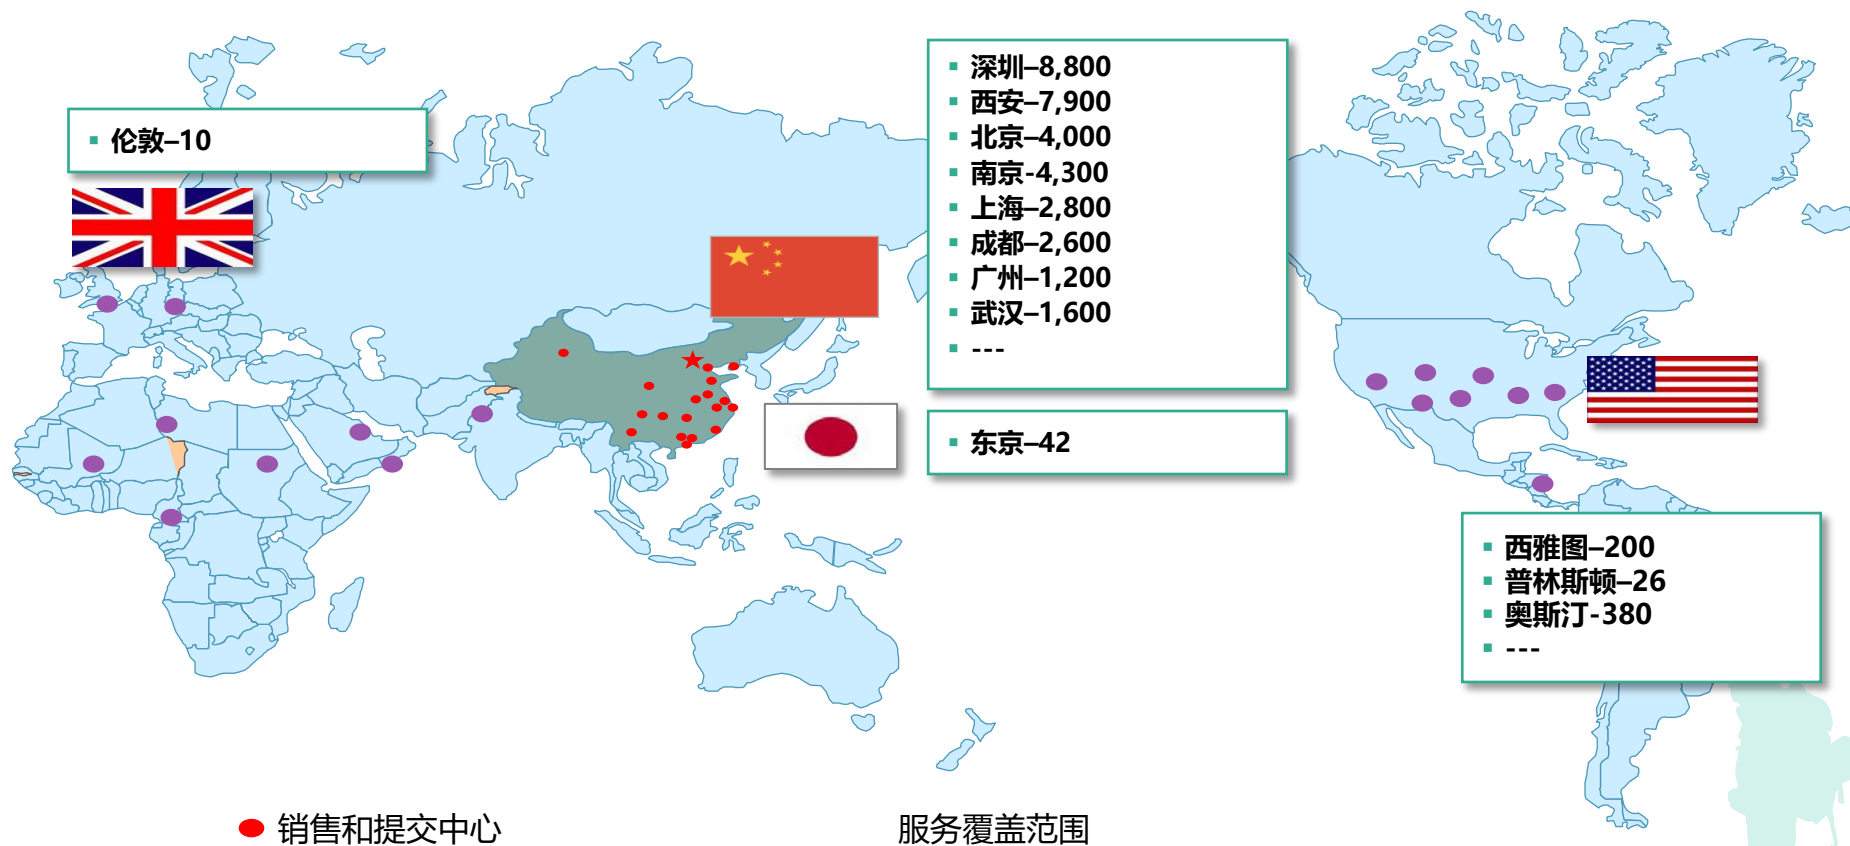 伦敦–10
深圳–8,800
西安–7,900
北京–4,000
南京-4,300
上海–2,800
成都–2,600
广州–1,200
武汉–1,600
---
东京–42
西雅图–200
普林斯顿–26
奥斯汀-380
---
销售和提交中心
服务覆盖范围